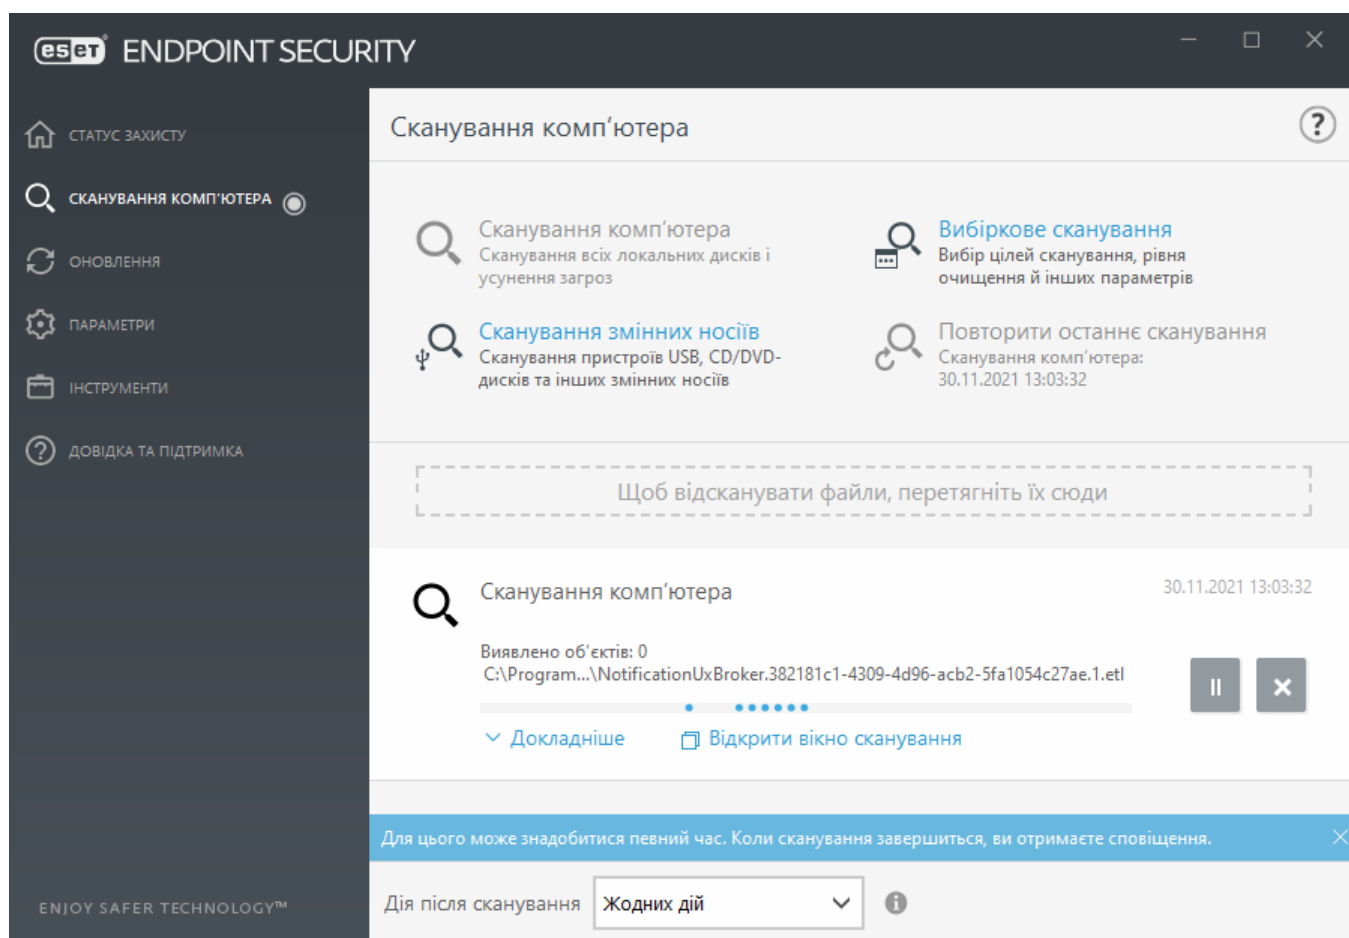 eset ENDPOINT SECURITY
СТАТУС ЗАХИСТУ
СКАНУВАННЯ КОМП'ЮТЕРА
ОНОВЛЕННЯ
ПАРАМЕТРИ
ІНСТРУМЕНТИ
ДОВІДКА ТА ПІДТРИМКА
ENJOY SAFER TECHNOLOGY™
Сканування комп'ютера
Сканування комп'ютера
Сканування всіх локальних дисків і
усунення загроз
Вибіркове сканування
Вибір цілей сканування, рівня
очищення й інших параметрів
Сканування змінних носіїв
Сканування пристроїв USB, CD/DVD-
дисків та інших змінних носіїв
Повторити останнє сканування
Сканування комп'ютера:
30.11.2021 13:03:32
Щоб відсканувати файли, перетягніть їх сюди
Сканування комп'ютера
30.11.2021 13:03:32
Виявлено об'єктів: 0
C:\Program...\NotificationUxBroker.382181c1-4309-4d96-acb2-5fa1054c27ae.1.etl
Докладніше
Відкрити вікно сканування
Для цього може знадобитися певний час. Коли сканування завершиться, ви отримаєте сповіщення.
Дія після сканування
Жодних дій